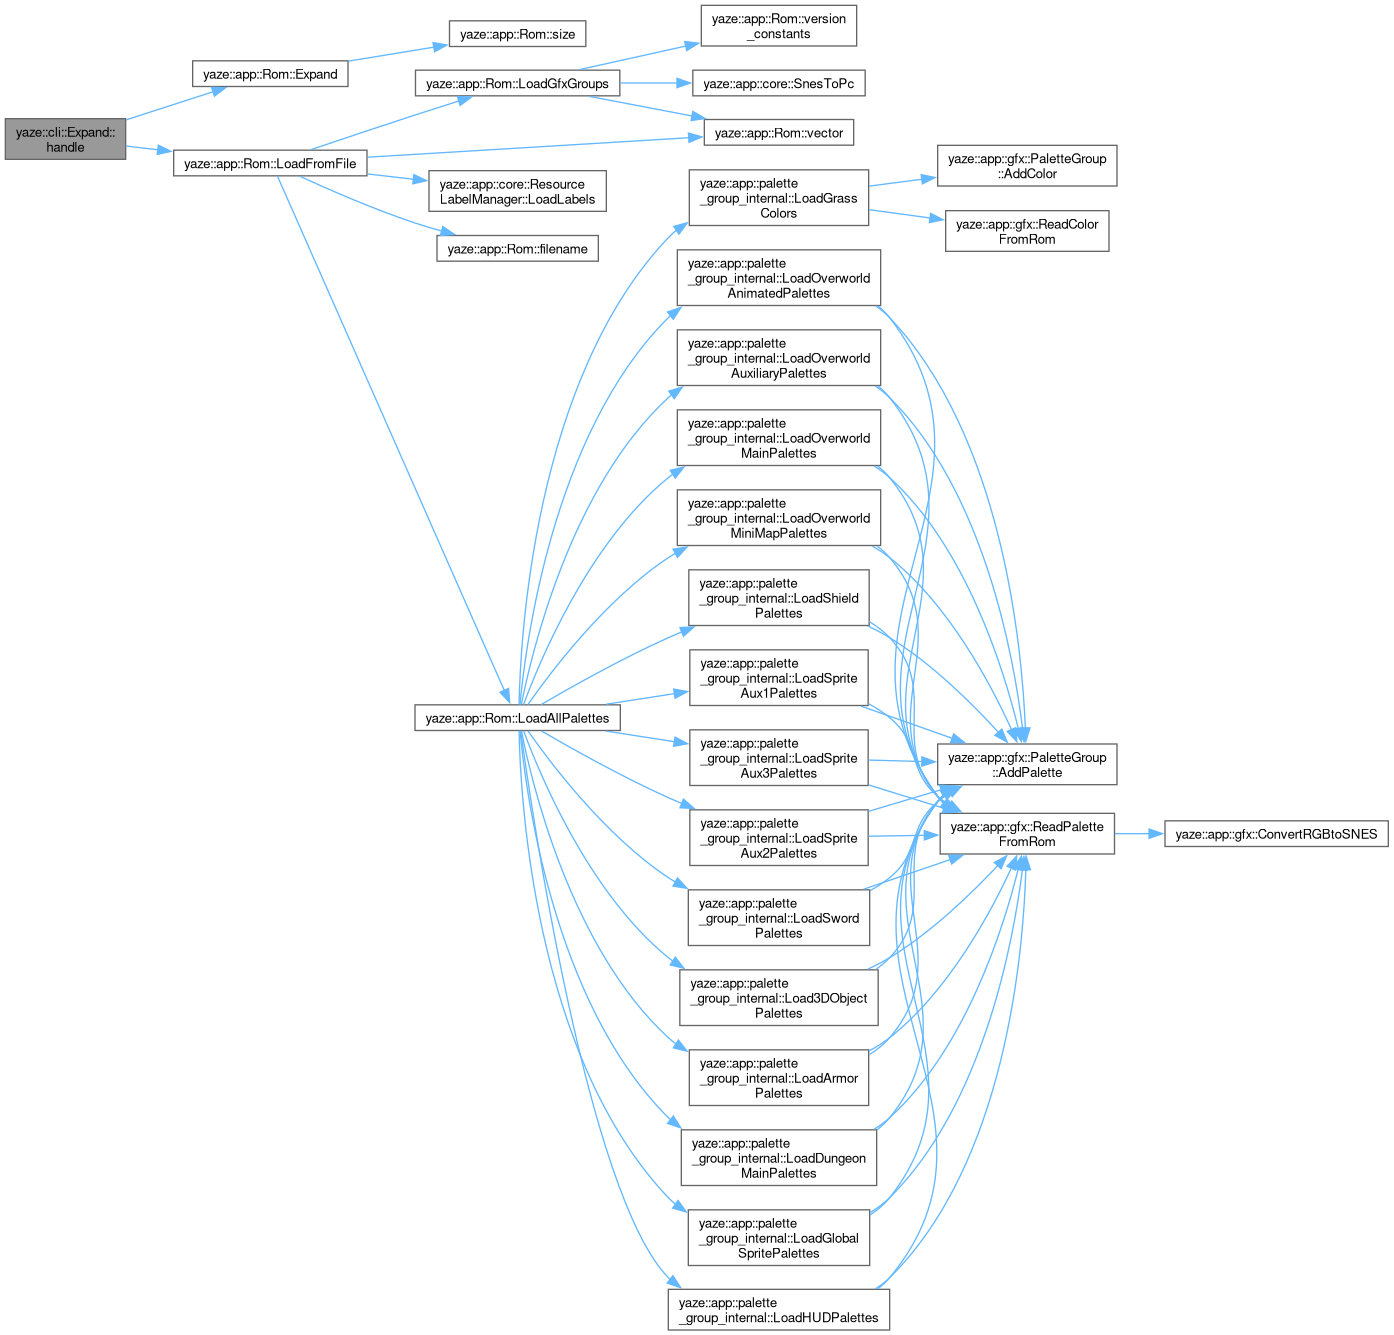 yaze::cli::Expand::
handle
yaze::app::Rom::Expand
yaze::app::Rom::size
yaze::app::Rom::LoadFromFile
yaze::app::Rom::LoadGfxGroups
yaze::app::Rom::version
_constants
yaze::app::core::SnesToPc
yaze::app::Rom::vector
yaze::app::core::Resource
LabelManager::LoadLabels
yaze::app::Rom::filename
yaze::app::Rom::LoadAllPalettes
yaze::app::palette
_group_internal::LoadGrass
Colors
yaze::app::gfx::PaletteGroup
::AddColor
yaze::app::gfx::ReadColor
FromRom
yaze::app::palette
_group_internal::LoadOverworld
AnimatedPalettes
yaze::app::palette
_group_internal::LoadOverworld
AuxiliaryPalettes
yaze::app::palette
_group_internal::LoadOverworld
MainPalettes
yaze::app::palette
_group_internal::LoadOverworld
MiniMapPalettes
yaze::app::palette
_group_internal::LoadShield
Palettes
yaze::app::palette
_group_internal::LoadSprite
Aux1Palettes
yaze::app::palette
_group_internal::LoadSprite
Aux3Palettes
yaze::app::palette
_group_internal::LoadSprite
Aux2Palettes
yaze::app::palette
_group_internal::LoadSword
Palettes
yaze::app::palette
_group_internal::Load3DObject
Palettes
yaze::app::palette
_group_internal::LoadArmor
Palettes
yaze::app::palette
_group_internal::LoadDungeon
MainPalettes
yaze::app::palette
_group_internal::LoadGlobal
SpritePalettes
yaze::app::palette
_group_internal::LoadHUDPalettes
yaze::app::gfx::PaletteGroup
::AddPalette
yaze::app::gfx::ReadPalette
FromRom
yaze::app::gfx::ConvertRGBtoSNES